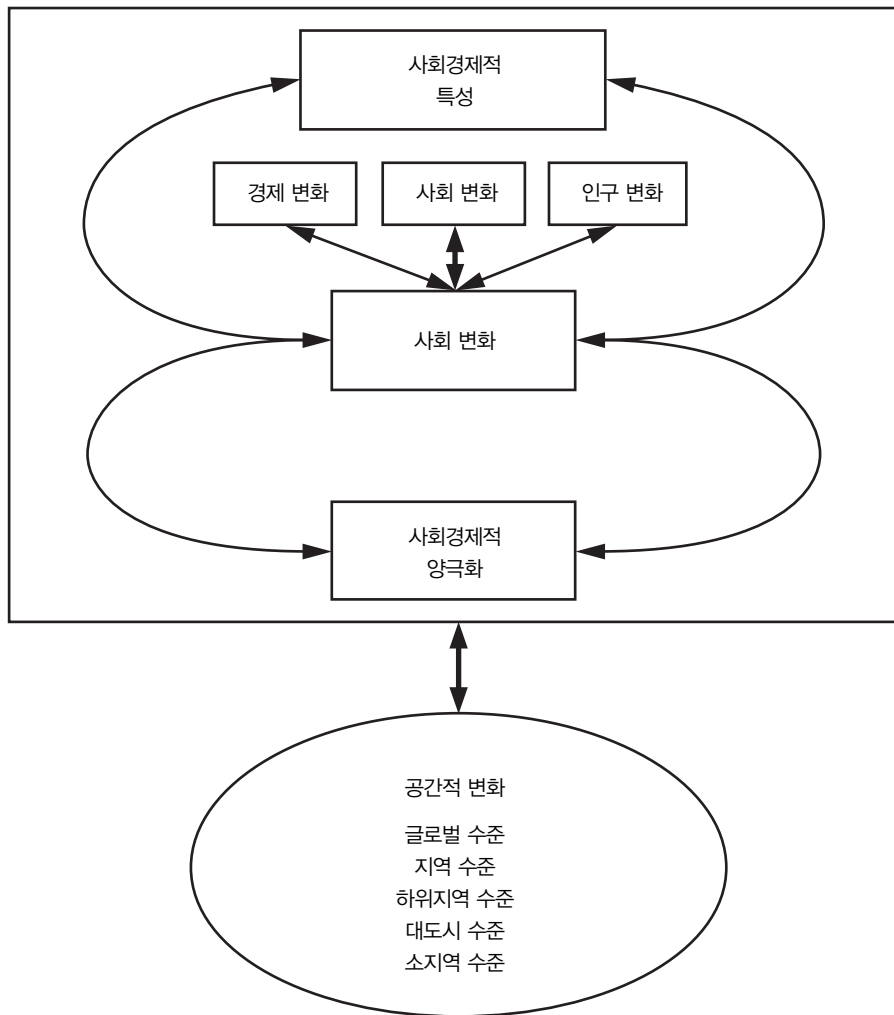 사회경제적
특성
경제 변화
사회 변화
인구 변화
사회 변화
사회경제적
양극화
공간적 변화
글로벌 수준
지역 수준
하위지역 수준
대도시 수준
소지역 수준